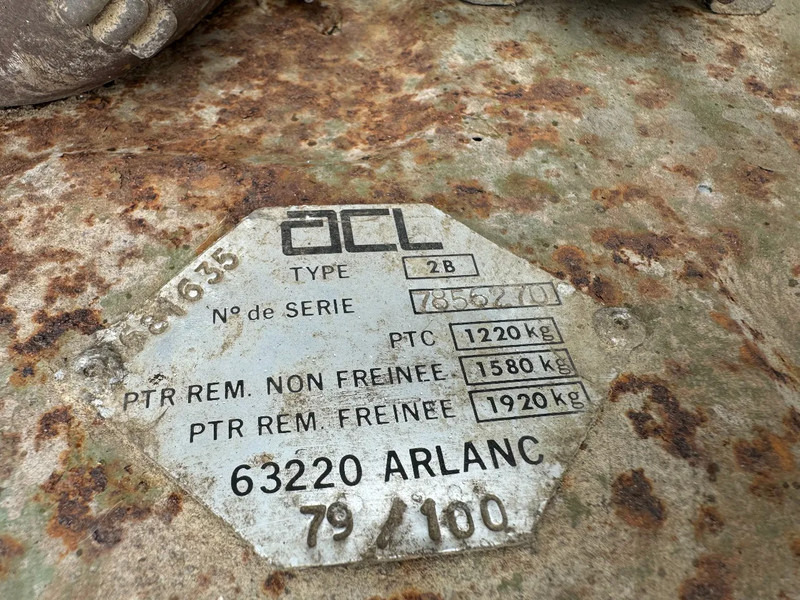 acl
TYPE 2B
Nº de SERIE 7856270
PTC 1220 kg
PTR REM. NON FREINEE 1580 kg
PTR REM. FREINEE 1920 kg
63220 ARLANC
79 / 100